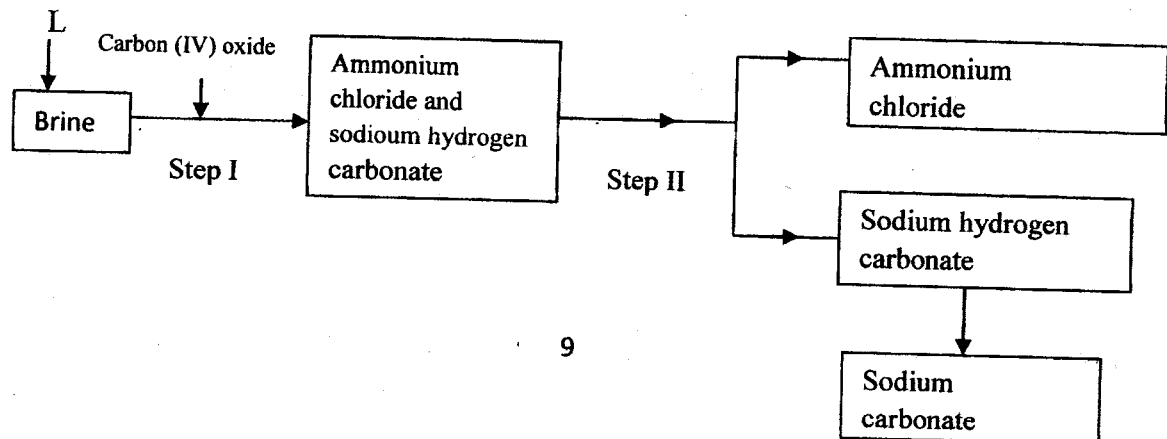 L
Carbon (IV) oxide
Brine
Step I
Ammonium
chloride and
sodioum hydrogen
carbonate
Step II
Ammonium
chloride
Sodium hydrogen
carbonate
9
Sodium
carbonate